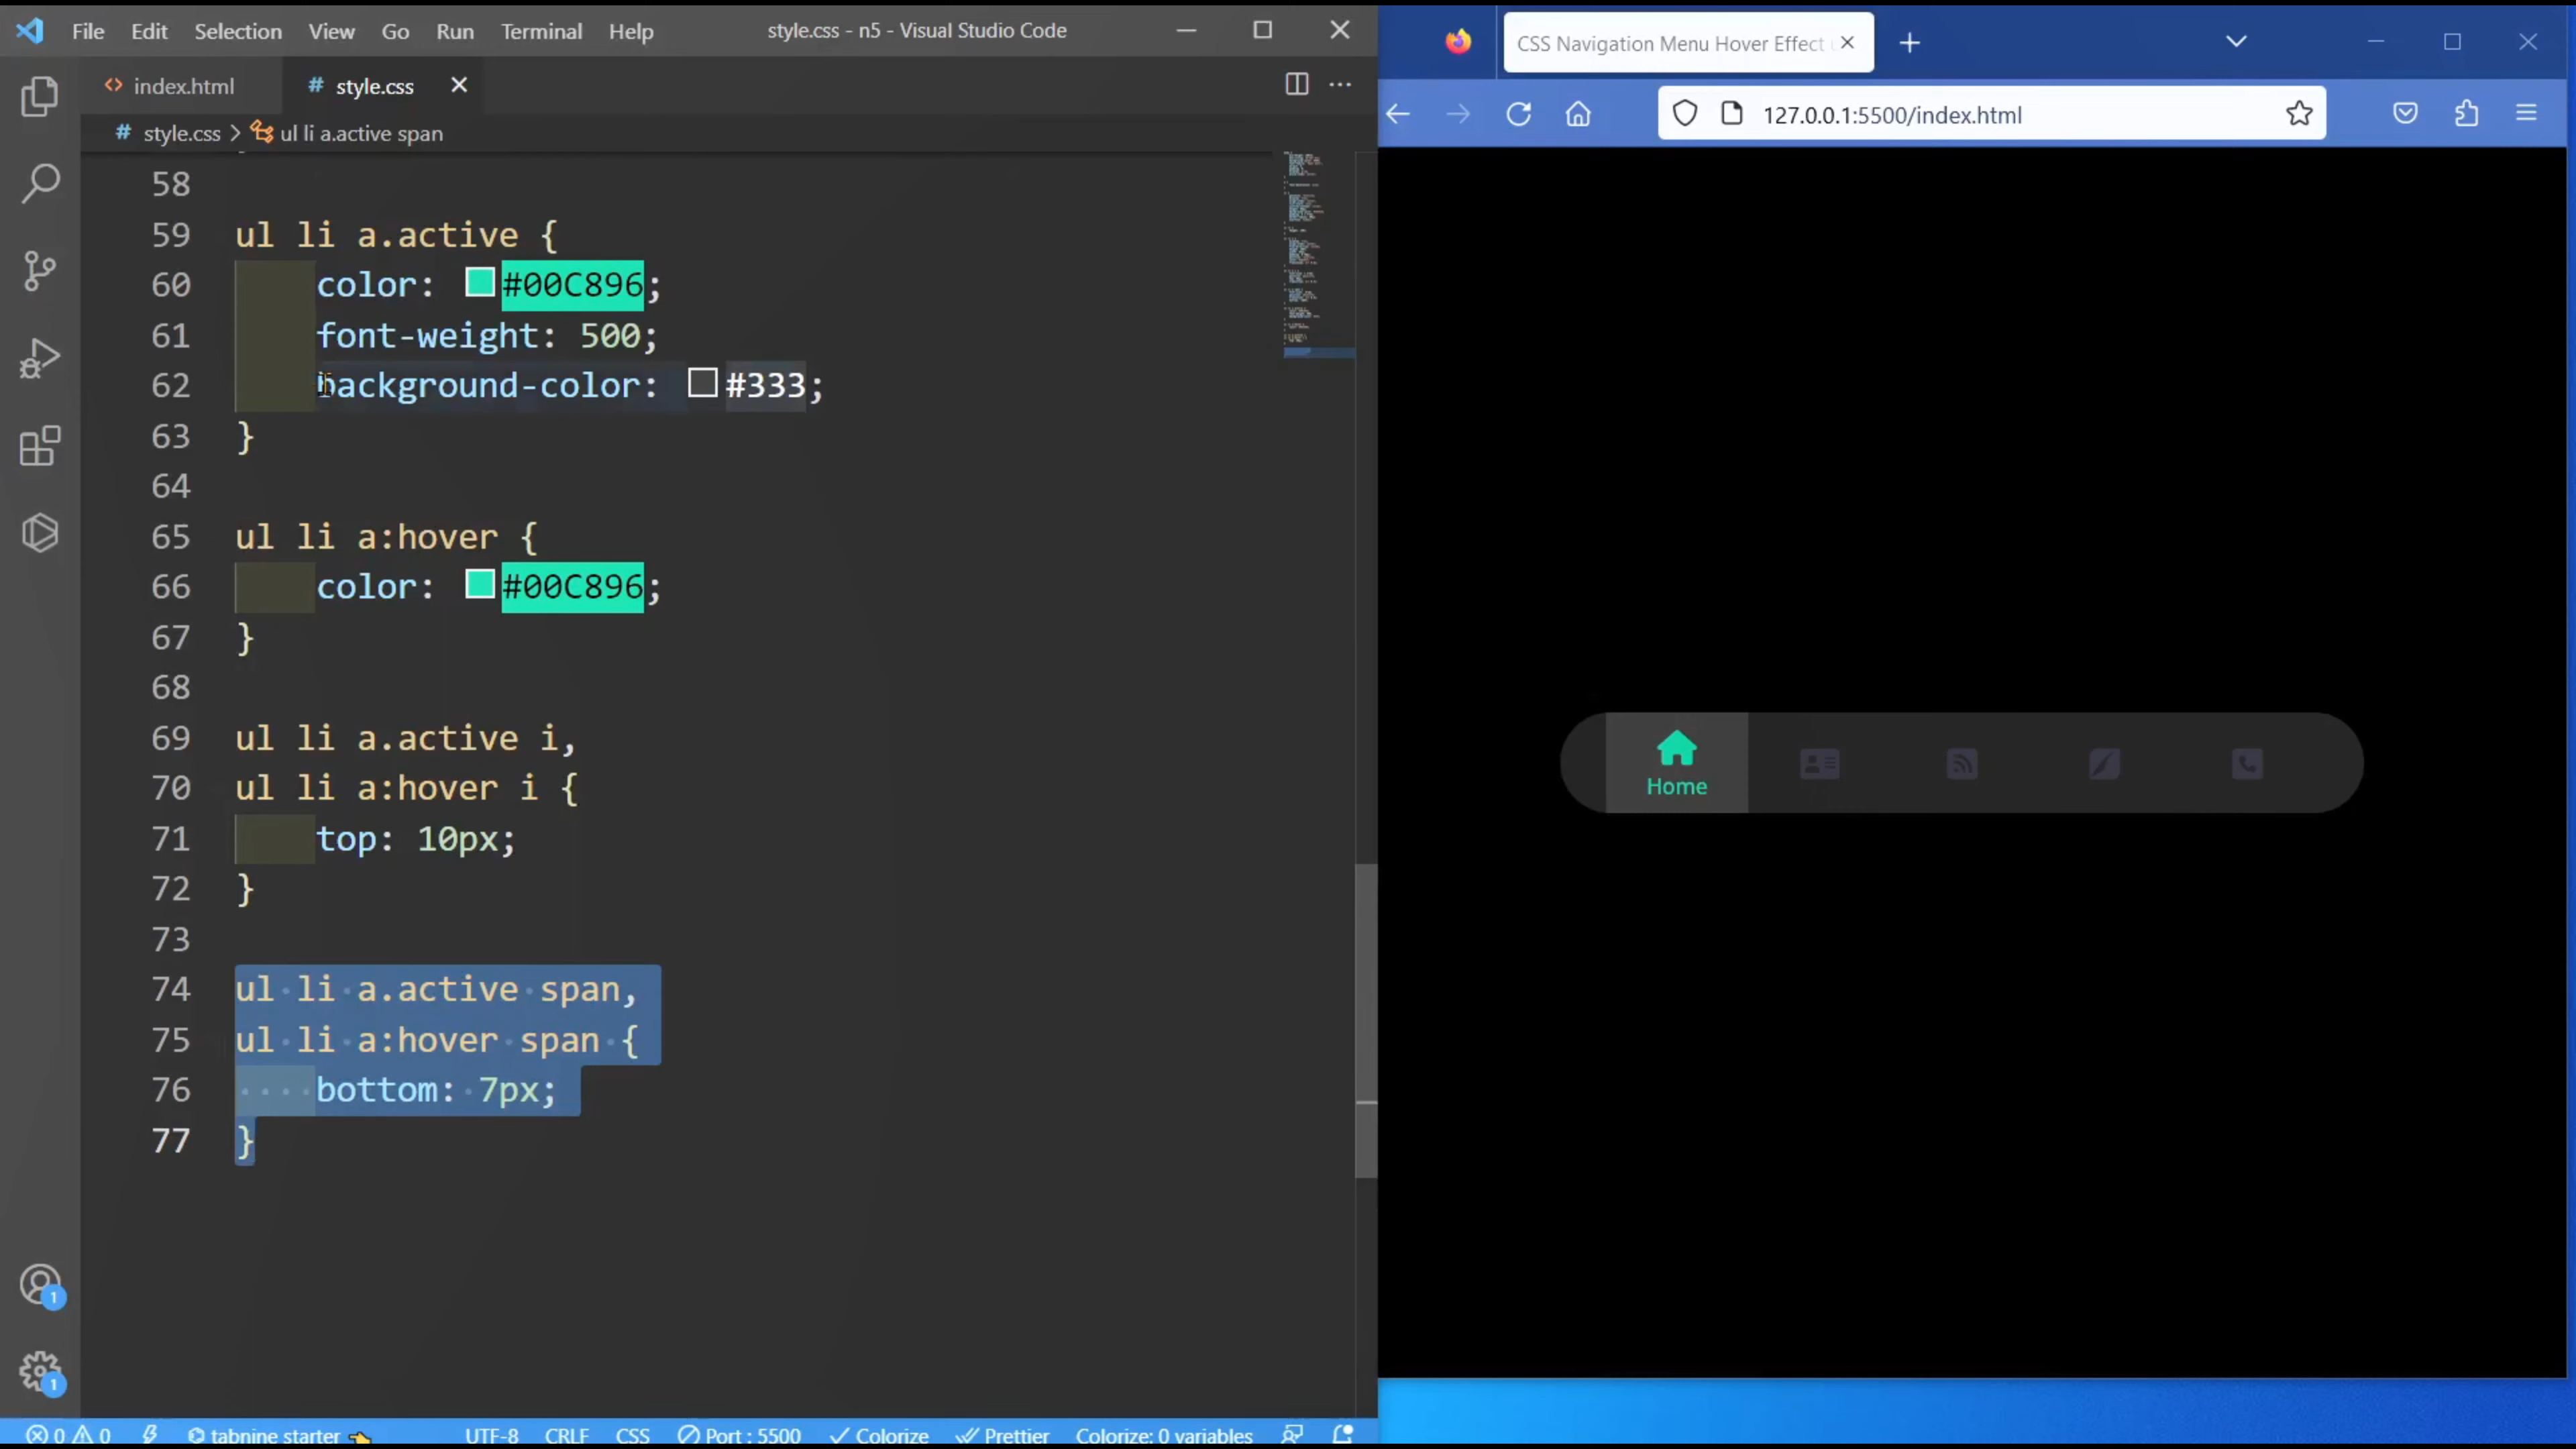 File Edit Selection View Go Run Terminal Help style.css - n5 - Visual Studio Code
index.html # style.css
# style.css > ul li a.active span
58
59 ul li a.active {
60 color: #00C896;
61 font-weight: 500;
62 background-color: #333;
63 }
64
65 ul li a:hover {
66 color: #00C896;
67 }
68
69 ul li a.active i,
70 ul li a:hover i {
71 top: 10px;
72 }
73
74 ul li a.active span,
75 ul li a:hover span {
76 bottom: 7px;
77 }
1
1
0 0 tabnine starter UTF-8 CRLF CSS Port : 5500 Colorize Prettier Colorize: 0 variables
CSS Navigation Menu Hover Effect
127.0.0.1:5500/index.html
Home